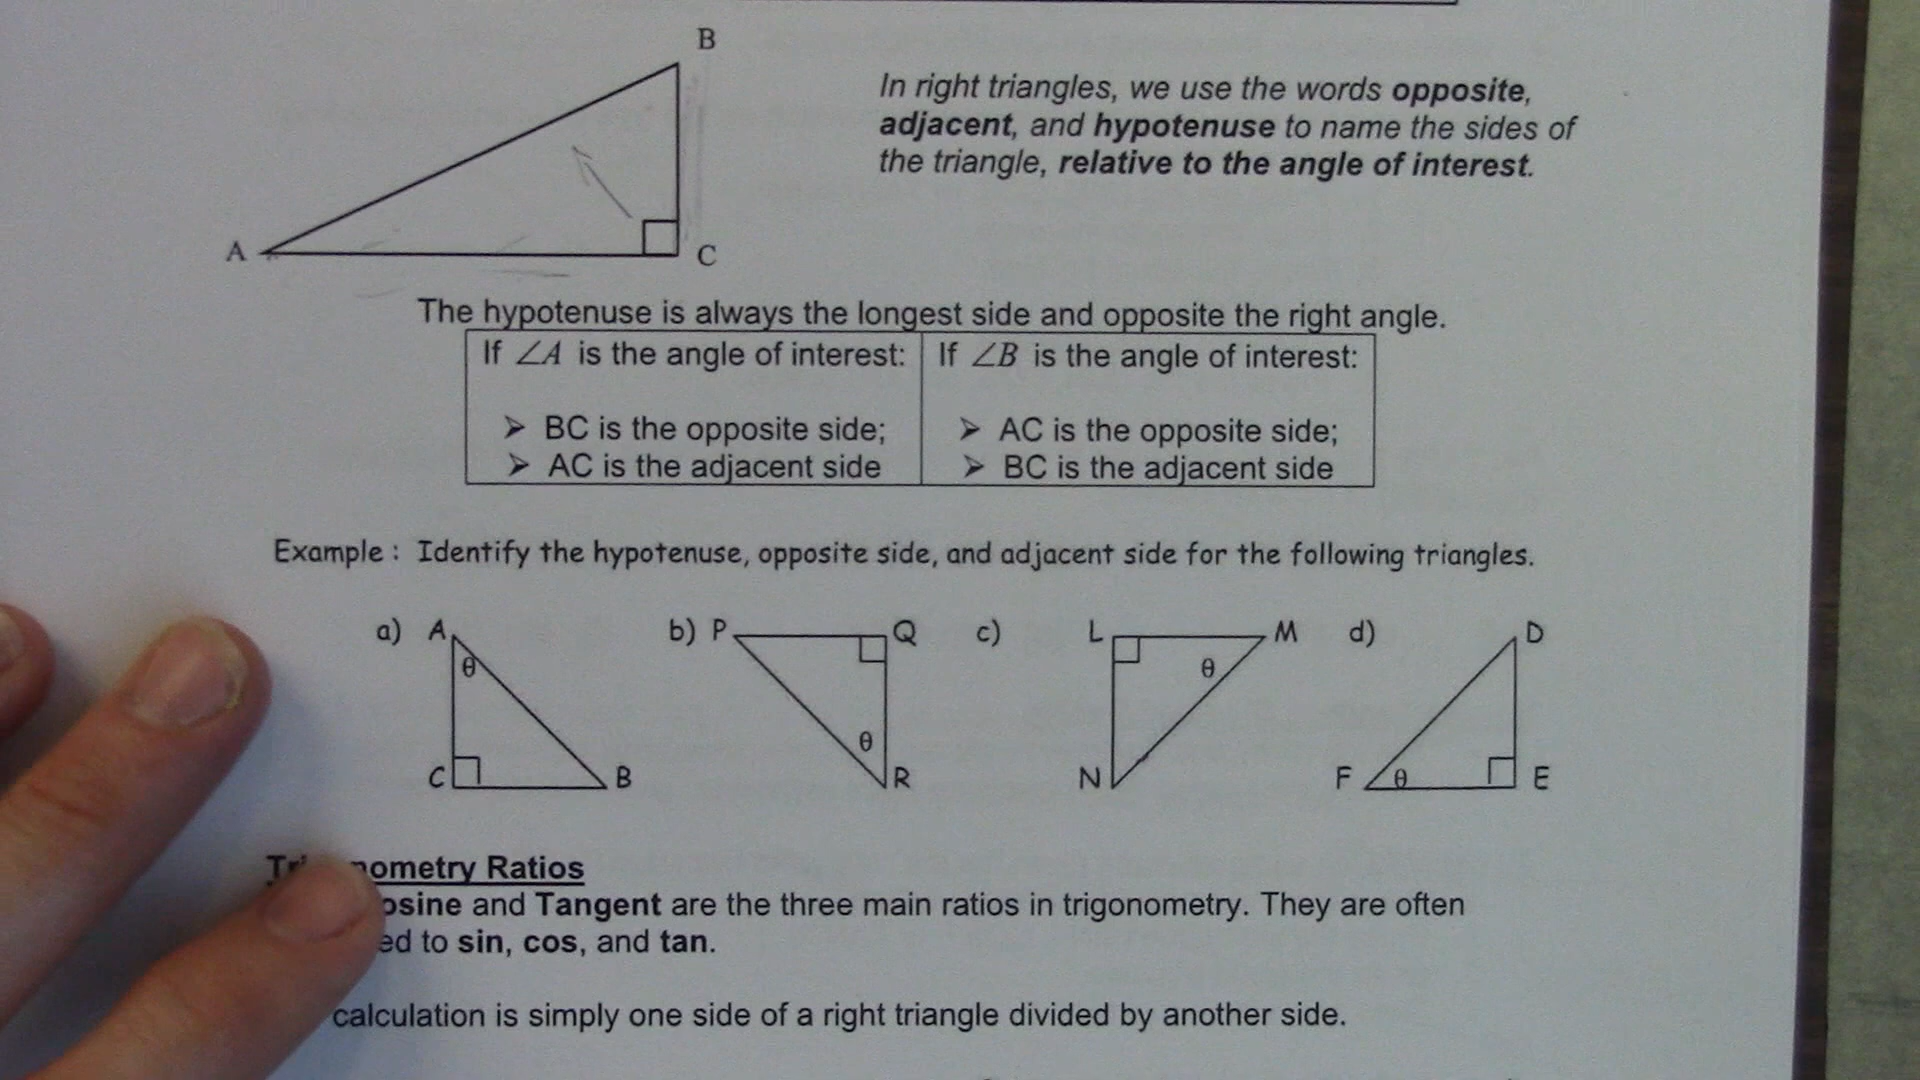 B
In right triangles, we use the words opposite,
adjacent, and hypotenuse to name the sides of
the triangle, relative to the angle of interest.
A
C
The hypotenuse is always the longest side and opposite the right angle.
If ∠A is the angle of interest:
➤ BC is the opposite side;
➤ AC is the adjacent side
If ∠B is the angle of interest:
➤ AC is the opposite side;
➤ BC is the adjacent side
Example : Identify the hypotenuse, opposite side, and adjacent side for the following triangles.
a) A θ C B
b) P Q θ R
c) L M θ N
d) D F θ E
Ratios
and Tangent are the three main ratios in trigonometry. They are often
to sin, cos, and tan.
calculation is simply one side of a right triangle divided by another side.